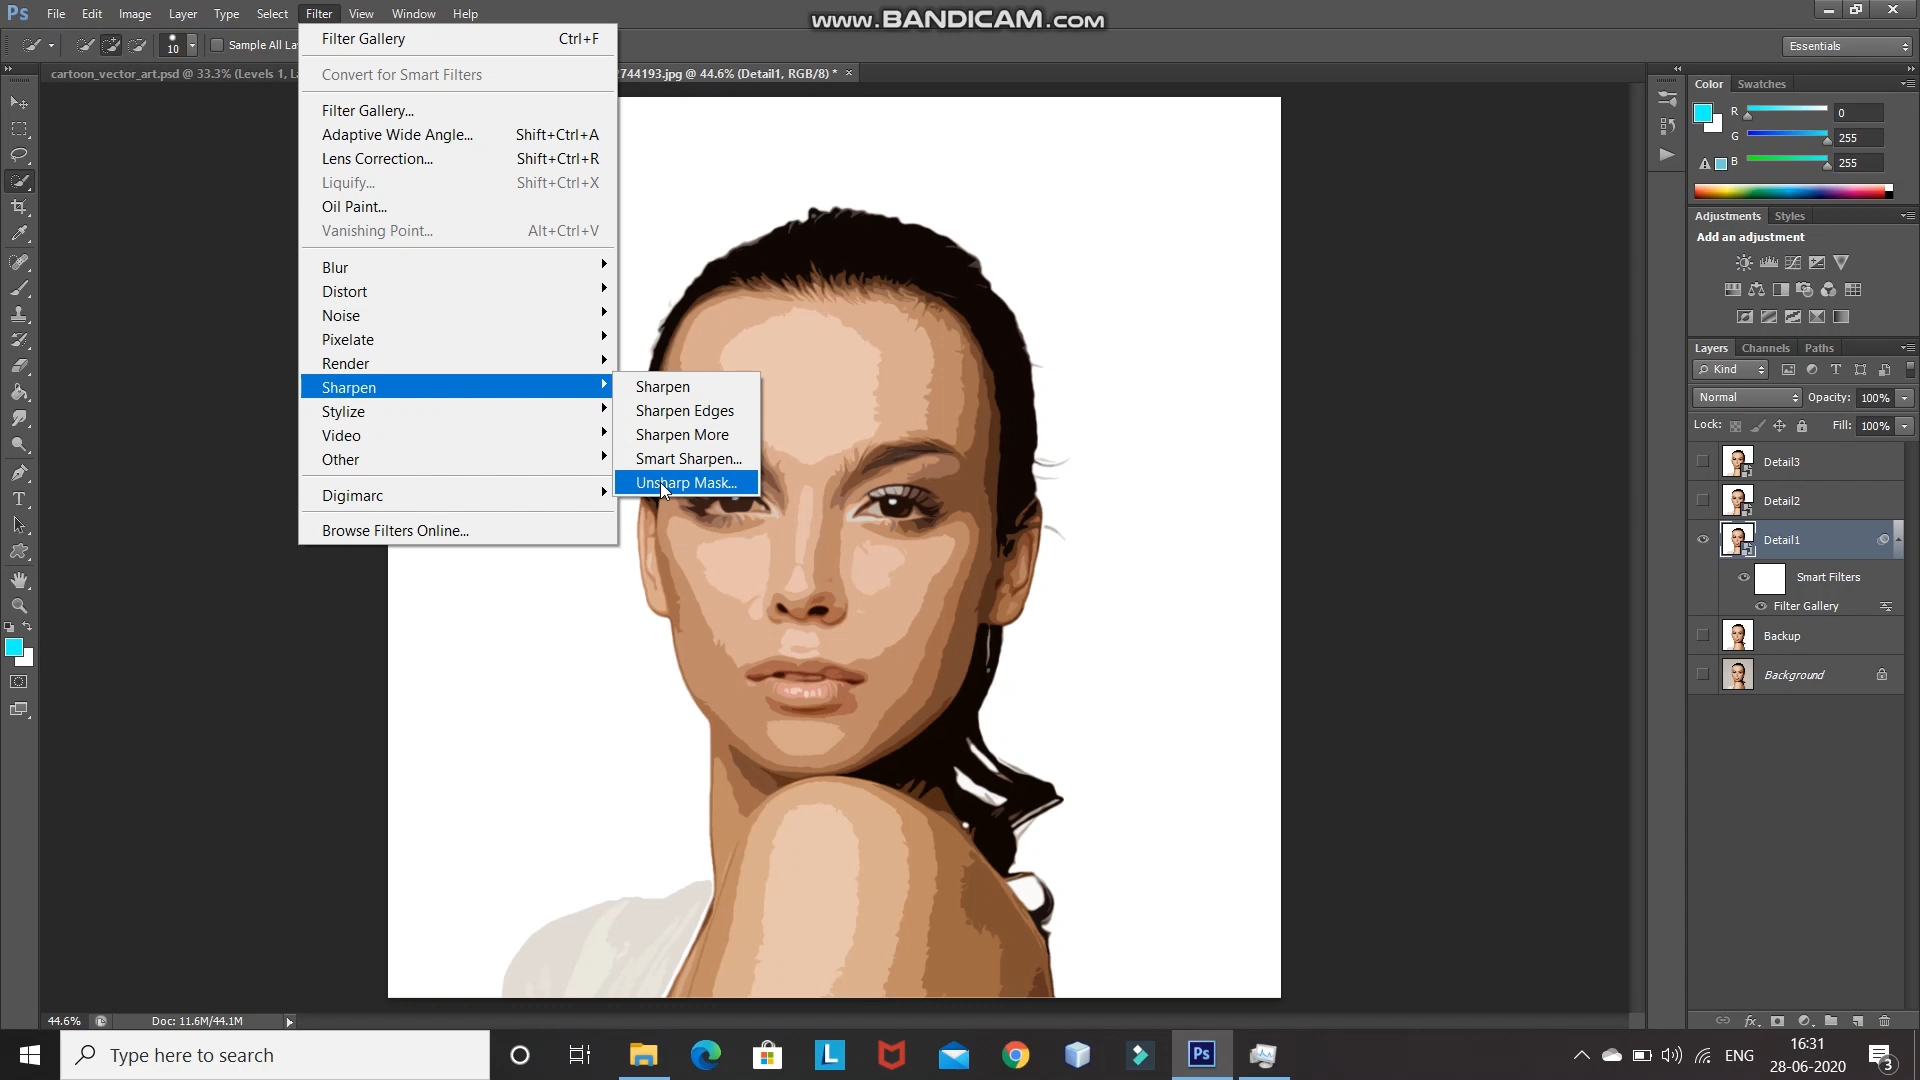 Ps File Edit Image Layer Type Select Filter View Window Help
www.BANDICAM.com
10 Sample All La
Essentials
cartoon_vector_art.psd @ 33.3% (Levels 1, L
744193.jpg @ 44.6% (Detail1, RGB/8) *
Filter Gallery Ctrl+F
Convert for Smart Filters
Filter Gallery...
Adaptive Wide Angle... Shift+Ctrl+A
Lens Correction... Shift+Ctrl+R
Liquify... Shift+Ctrl+X
Oil Paint...
Vanishing Point... Alt+Ctrl+V
Blur
Distort
Noise
Pixelate
Render
Sharpen
Stylize
Video
Other
Digimarc
Browse Filters Online...
Sharpen
Sharpen Edges
Sharpen More
Smart Sharpen...
Unsharp Mask...
Color Swatches
R 0
G 255
B 255
Adjustments Styles
Add an adjustment
Layers Channels Paths
Kind
Normal Opacity: 100%
Lock: Fill: 100%
Detail3
Detail2
Detail1
Smart Filters
Filter Gallery
Backup
Background
44.6% Doc: 11.6M/44.1M
Type here to search
L
Ps
ENG
16:31
28-06-2020
3